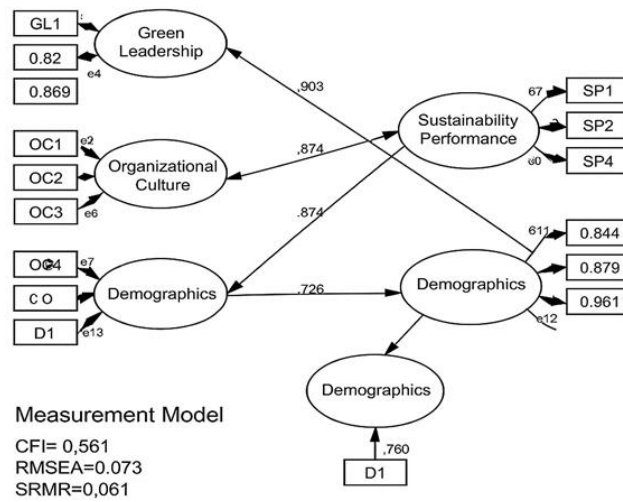 GL1
0.82
e4
0.869
Green
Leadership
,903
Sustainability
Performance
67
SP1
SP2
SP4
OC1
e2
OC2
OC3
e6
Organizational
Culture
,874
.874
e7
D1
e13
Demographics
,726
Demographics
611
0.844
0.879
0.961
e12
Demographics
,760
D1
Measurement Model
CFI= 0,561
RMSEA=0.073
SRMR=0,061